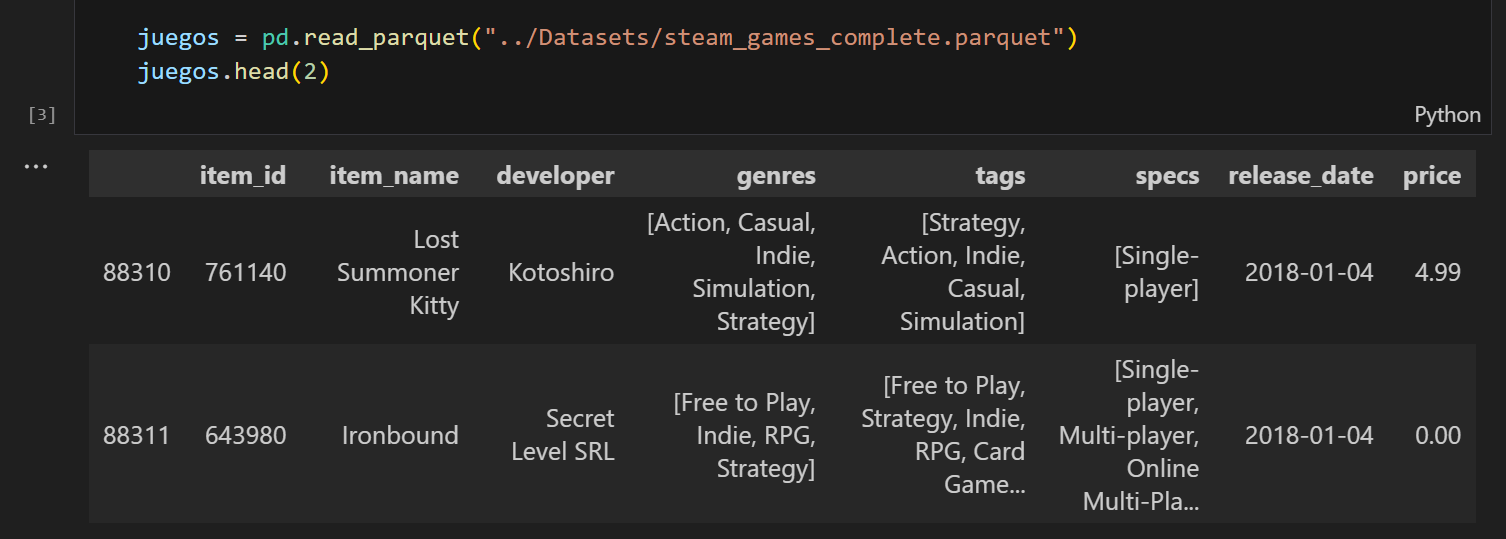 juegos = pd.read_parquet("../Datasets/steam_games_complete.parquet")
juegos.head(2)
[3]
Python
...
item_id item_name developer genres tags specs release_date price
88310 761140 Lost Summoner Kitty Kotoshiro [Action, Casual, Indie, Simulation, Strategy] [Strategy, Action, Indie, Casual, Simulation] [Single-player] 2018-01-04 4.99
88311 643980 Ironbound Secret Level SRL [Free to Play, Indie, RPG, Strategy] [Free to Play, Strategy, Indie, RPG, Card Game... [Single-player, Multi-player, Online Multi-Pla... 2018-01-04 0.00